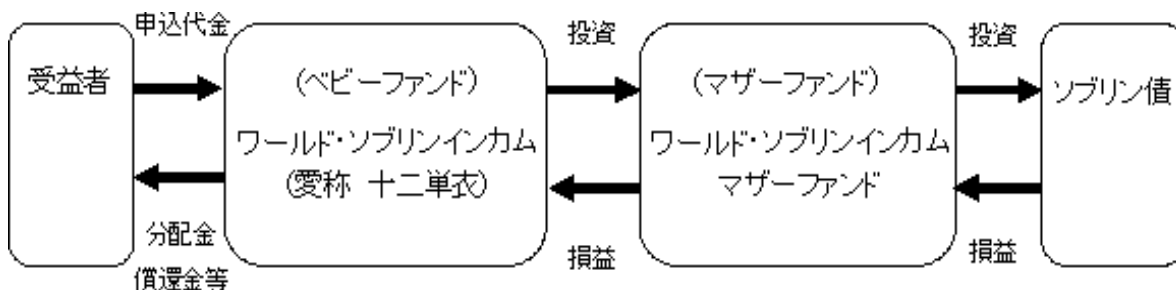 申込代金
投資
投資
受益者
(ベビーファンド)
(マザーファンド)
ソブリン債
ワールド・ソブリンインカム
(愛称 十二単衣)
ワールド・ソブリンインカム
マザーファンド
分配金
償還金等
損益
損益